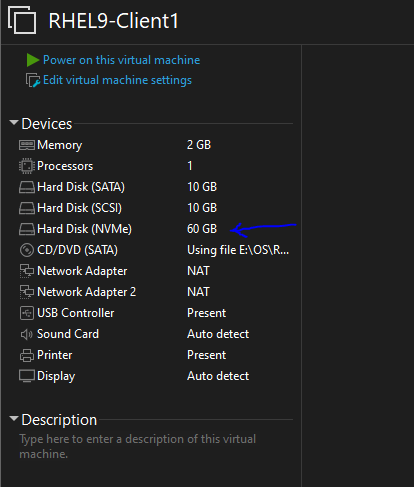 RHEL9-Client1
Power on this virtual machine
Edit virtual machine settings
Devices
Memory 2 GB
Processors 1
Hard Disk (SATA) 10 GB
Hard Disk (SCSI) 10 GB
Hard Disk (NVMe) 60 GB
CD/DVD (SATA) Using file E:\OS\R...
Network Adapter NAT
Network Adapter 2 NAT
USB Controller Present
Sound Card Auto detect
Printer Present
Display Auto detect
Description
Type here to enter a description of this virtual
machine.